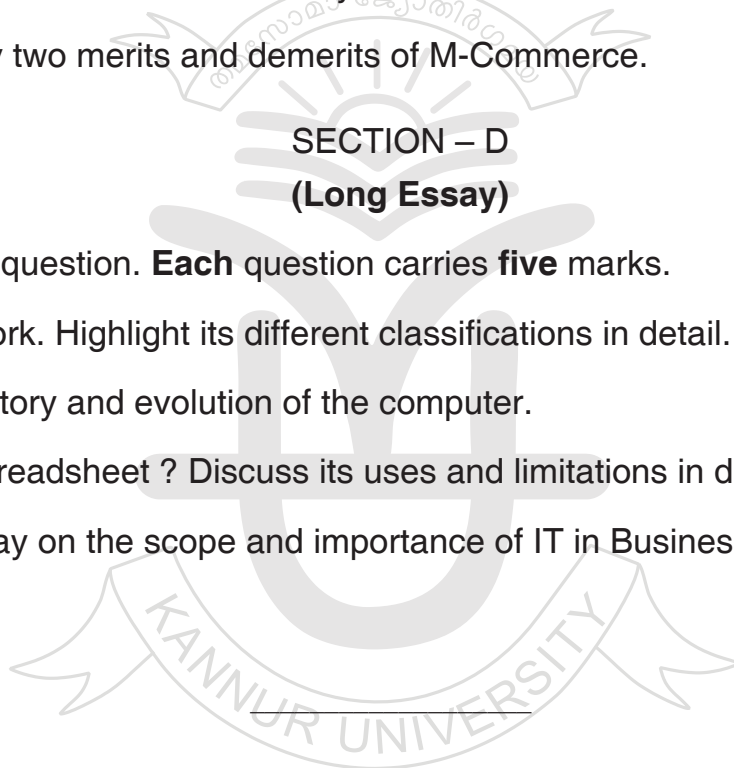 two merits and demerits of M-Commerce.
SECTION – D
(Long Essay)
question. Each question carries five marks.
ork. Highlight its different classifications in detail.
tory and evolution of the computer.
readsheet ? Discuss its uses and limitations in d
ay on the scope and importance of IT in Busines
KANNUR UNIVERSITY